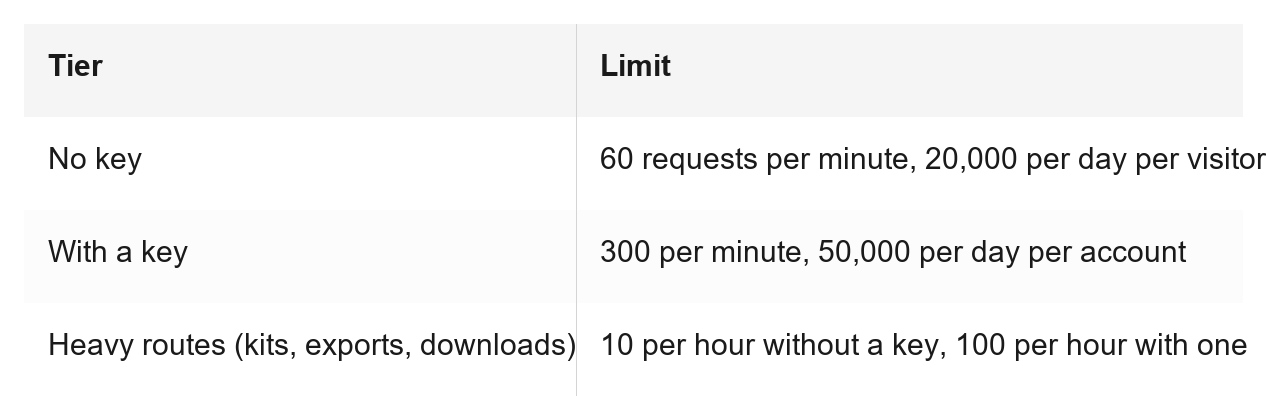 Tier Limit
No key 60 requests per minute, 20,000 per day per visitor
With a key 300 per minute, 50,000 per day per account
Heavy routes (kits, exports, downloads) 10 per hour without a key, 100 per hour with one